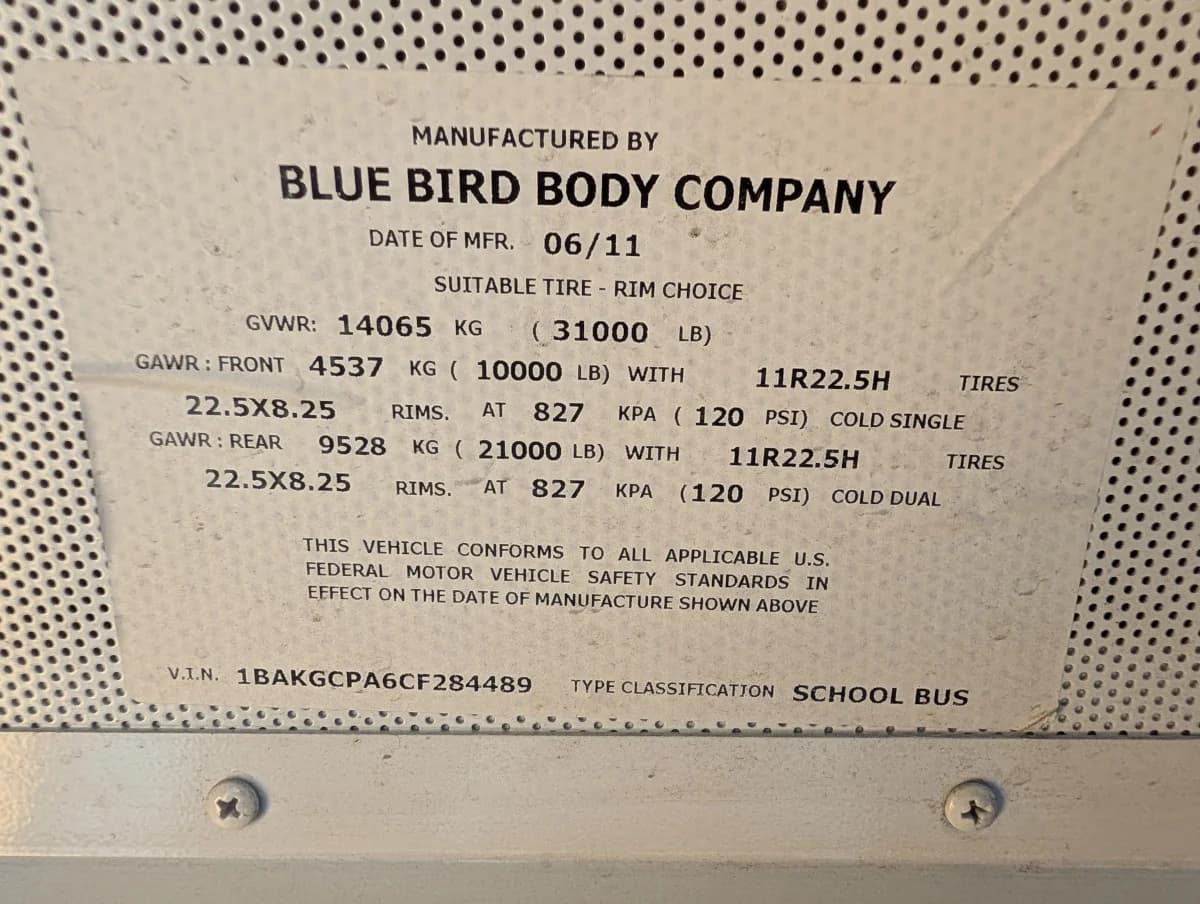 MANUFACTURED BY
BLUE BIRD BODY COMPANY
DATE OF MFR. 06/11
SUITABLE TIRE - RIM CHOICE
GVWR: 14065 KG ( 31000 LB)
GAWR : FRONT 4537 KG ( 10000 LB) WITH 11R22.5H TIRES
22.5X8.25 RIMS. AT 827 KPA ( 120 PSI) COLD SINGLE
GAWR : REAR 9528 KG ( 21000 LB) WITH 11R22.5H TIRES
22.5X8.25 RIMS. AT 827 KPA (120 PSI) COLD DUAL
THIS VEHICLE CONFORMS TO ALL APPLICABLE U.S.
FEDERAL MOTOR VEHICLE SAFETY STANDARDS IN
EFFECT ON THE DATE OF MANUFACTURE SHOWN ABOVE
V.I.N. 1BAKGCPA6CF284489 TYPE CLASSIFICATION SCHOOL BUS